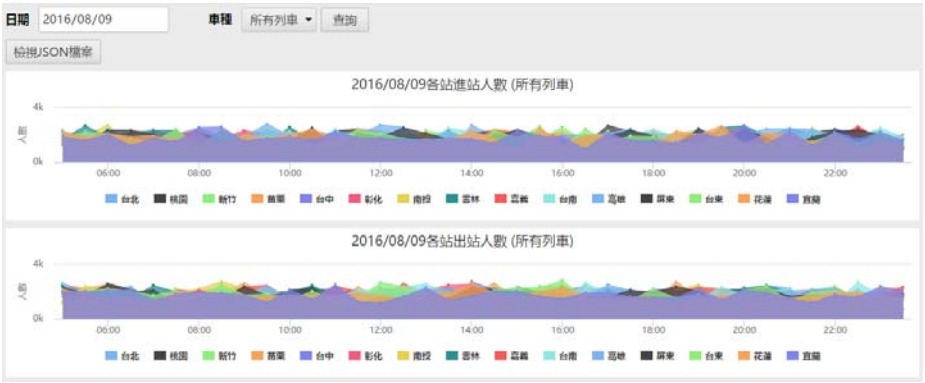 日期 2016/08/09 車種 所有列車 查詢
檢視JSON檔案
2016/08/09各站進站人數 (所有列車)
4k
人數
0k
06:00 08:00 10:00 12:00 14:00 16:00 18:00 20:00 22:00
台北 桃園 新竹 苗栗 台中 彰化 南投 雲林 嘉義 台南 高雄 屏東 台東 花蓮 宜蘭
2016/08/09各站出站人數 (所有列車)
4k
人數
0k
06:00 08:00 10:00 12:00 14:00 16:00 18:00 20:00 22:00
台北 桃園 新竹 苗栗 台中 彰化 南投 雲林 嘉義 台南 高雄 屏東 台東 花蓮 宜蘭